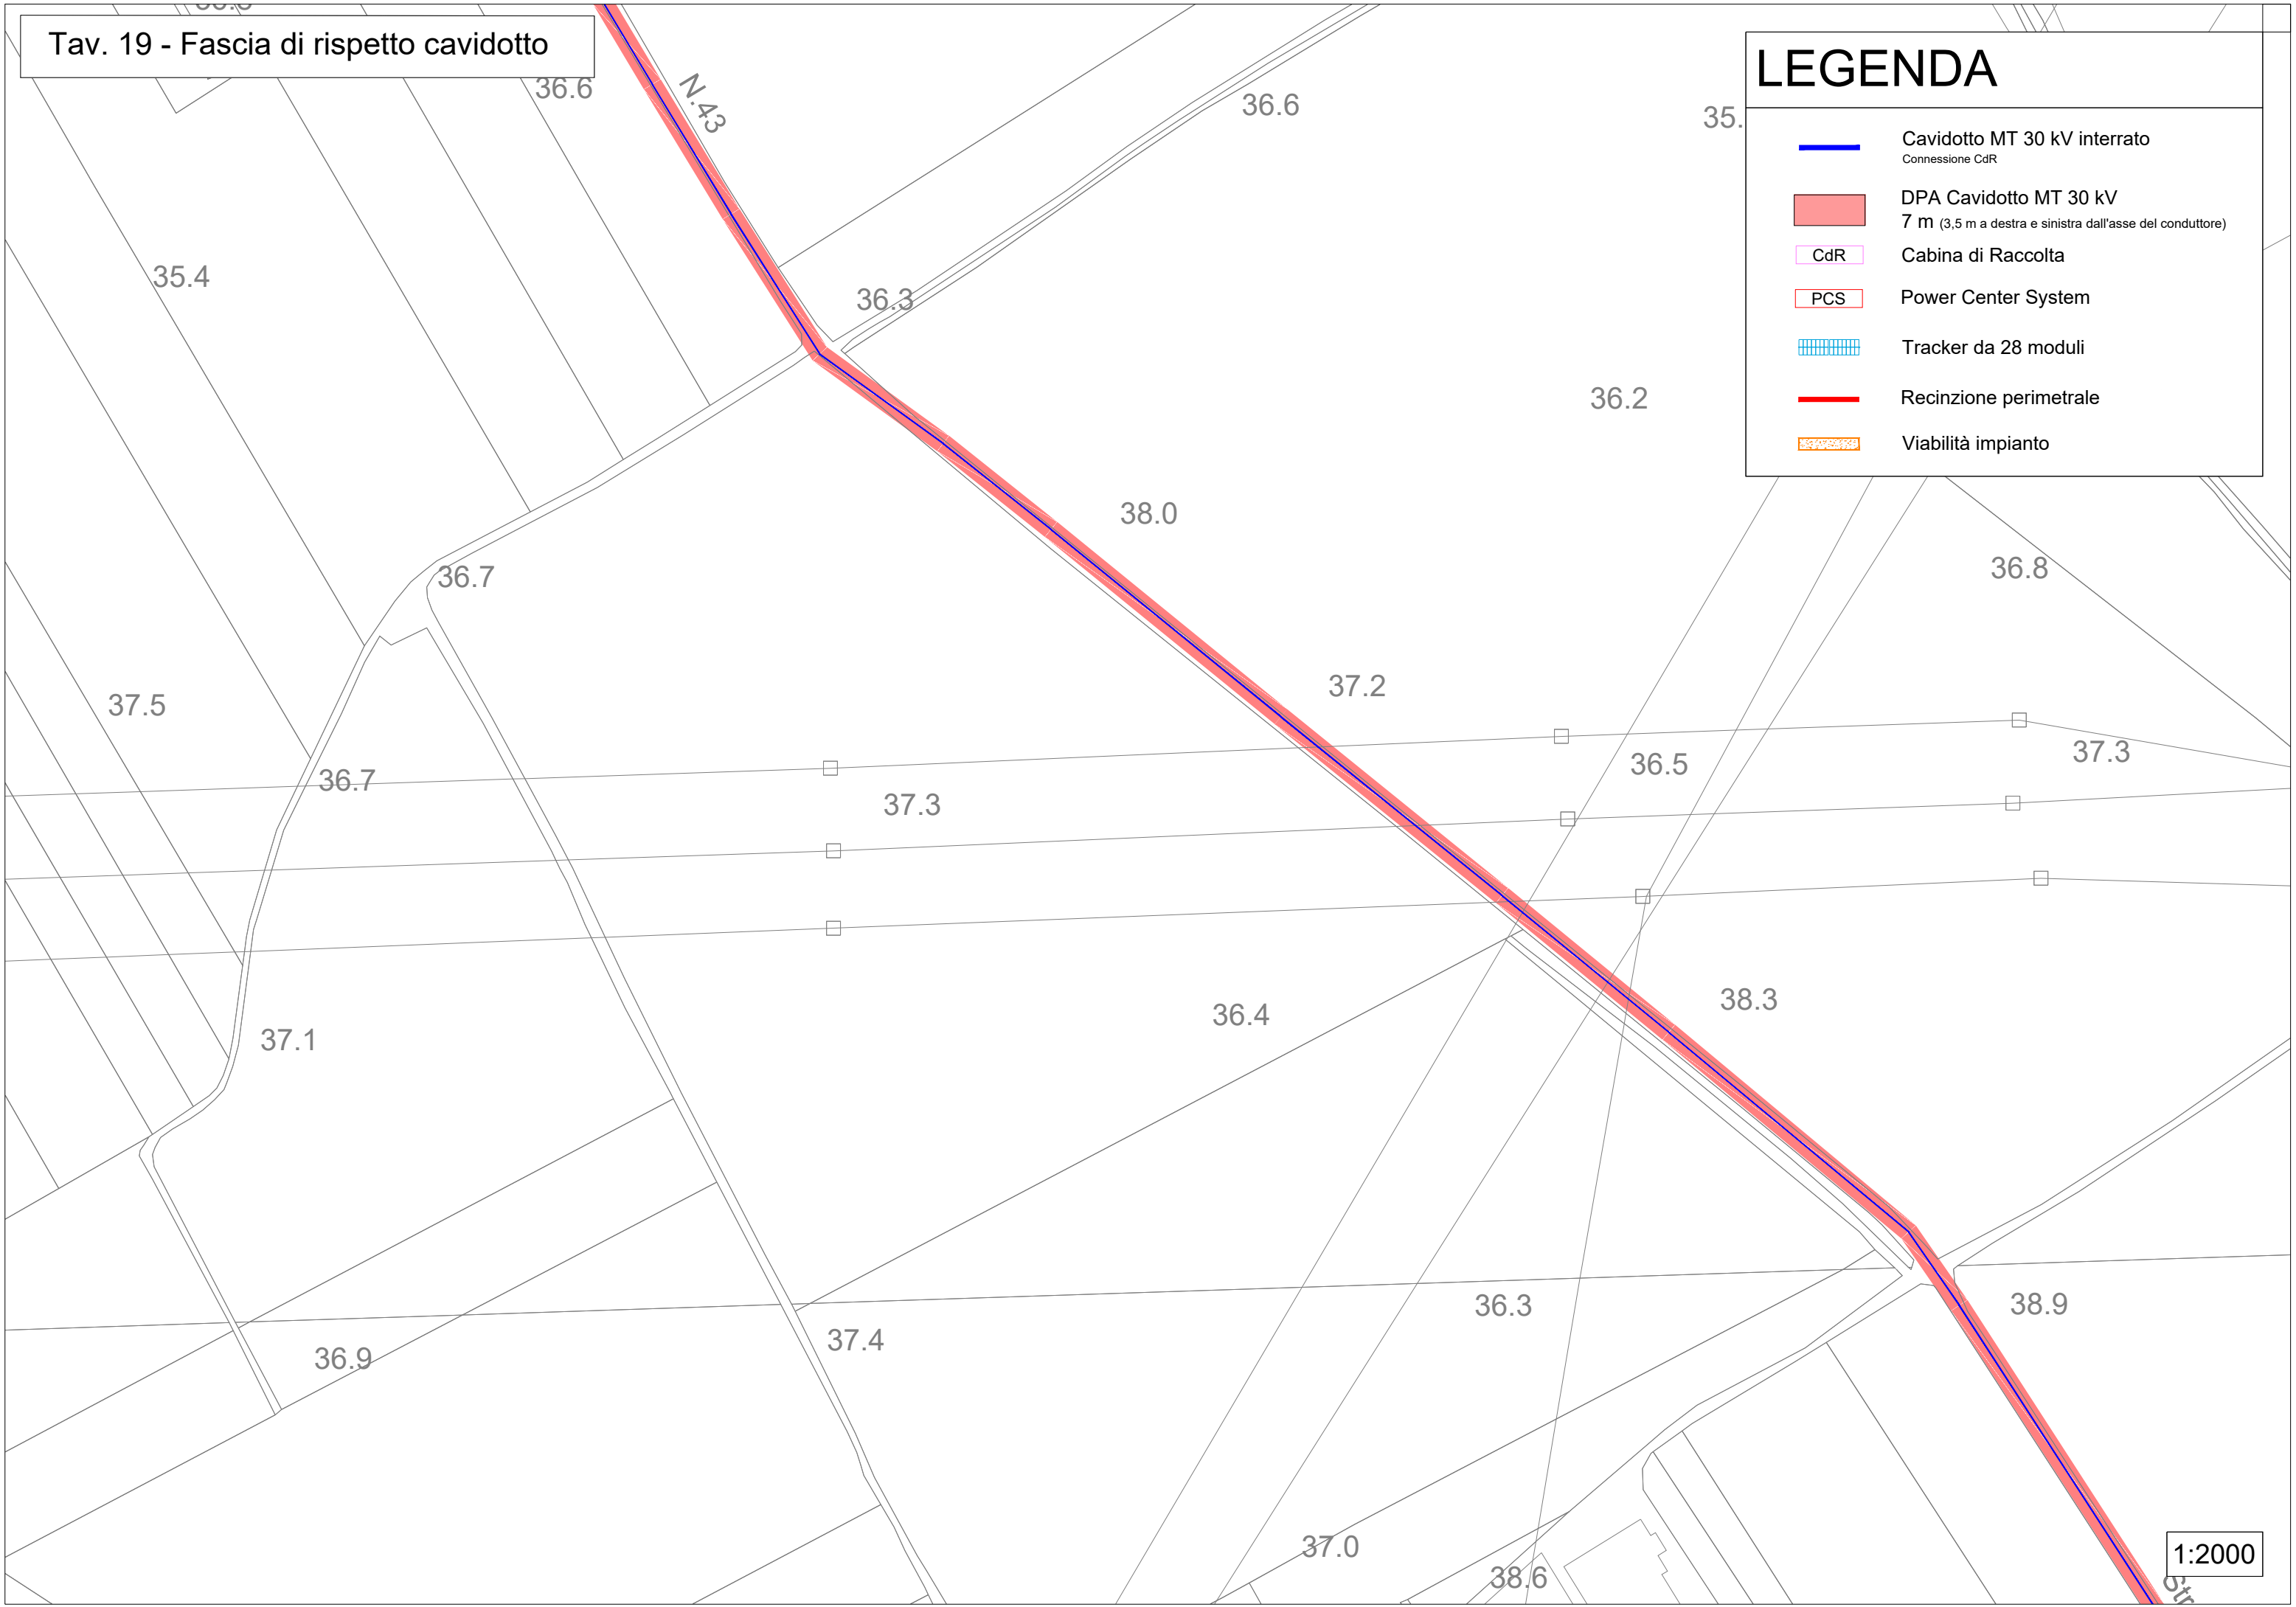 Tav. 19 - Fascia di rispetto cavidotto
LEGENDA
Cavidotto MT 30 kV interrato
Connessione CdR
DPA Cavidotto MT 30 kV
7 m (3,5 m a destra e sinistra dall'asse del conduttore)
CdR Cabina di Raccolta
PCS Power Center System
Tracker da 28 moduli
Recinzione perimetrale
Viabilità impianto
36.6
N.43
36.6
35.
35.4
36.3
36.2
38.0
36.8
36.7
37.2
37.5
36.7
37.3
36.5
37.3
37.1
36.4
38.3
36.3
38.9
36.9
37.4
37.0
38.6
1:2000
Str